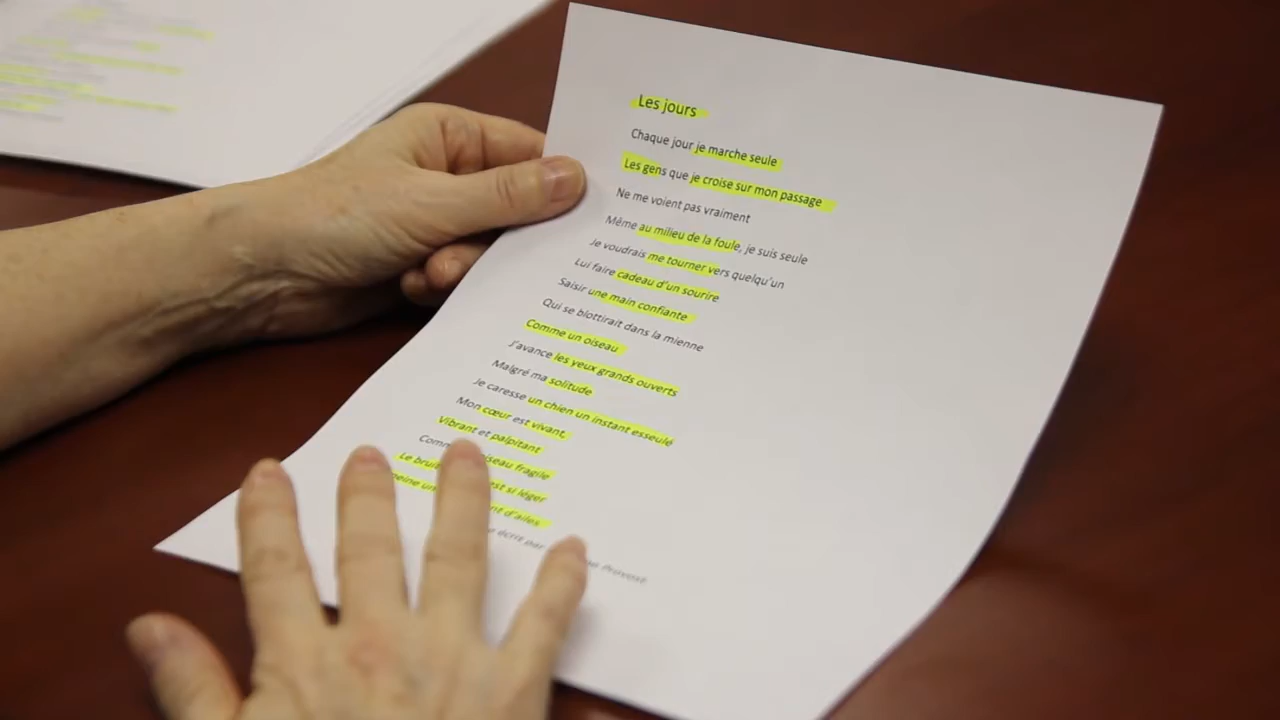 Les jours
Chaque jour je marche seule
Les gens que je croise sur mon passage
Ne me voient pas vraiment
Même au milieu de la foule, je suis seule
Je voudrais me tourner vers quelqu'un
Lui faire cadeau d'un sourire
Saisir une main confiante
Qui se blottirait dans la mienne
Comme un oiseau
J'avance les yeux grands ouverts
Malgré ma solitude
Je caresse un chien un instant esseulé
Mon cœur est vivant
Vibrant et palpitant
fragile
Le est si léger
d'ailes
écrit par Provost